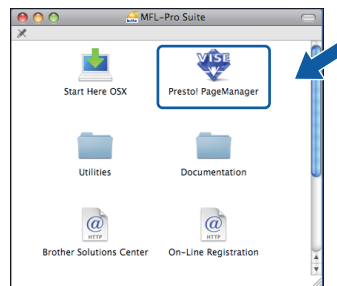 MFL-Pro Suite
VISE
Start Here OSX
Presto! PageManager
Utilities
Documentation
@
HTTP
@
HTTP
Brother Solutions Center
On-Line Registration